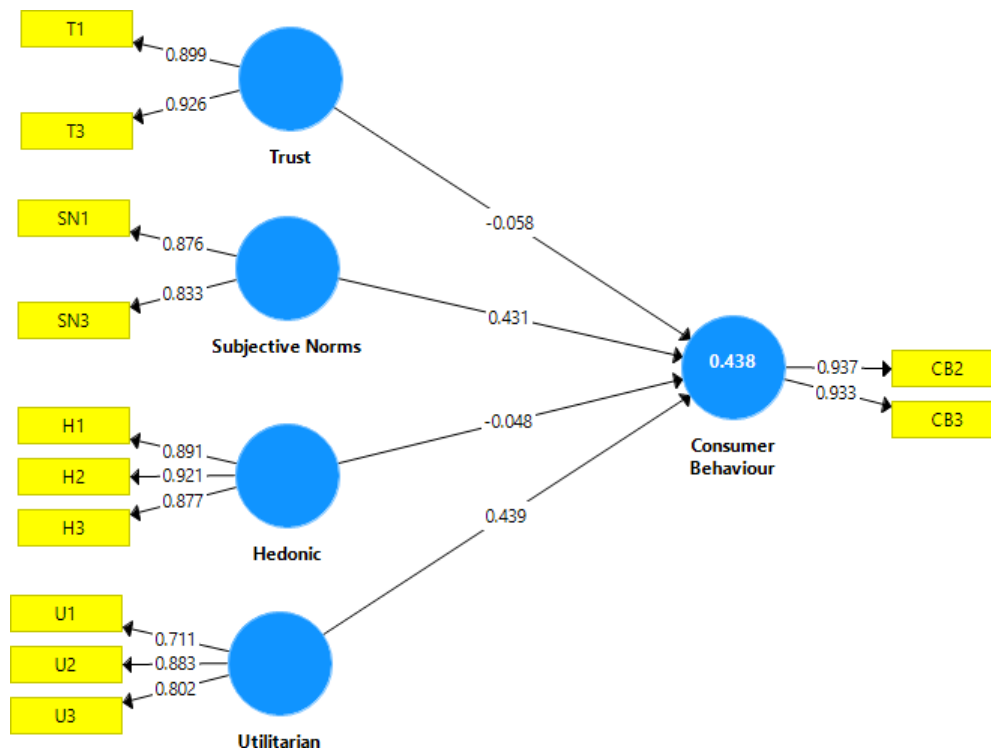 T1
0.899
0.926
T3
Trust
-0.058
SN1
0.876
0.833
SN3
Subjective Norms
0.431
H1
0.891
H2
0.921
0.877
H3
Hedonic
-0.048
U1
0.711
U2
0.883
0.802
U3
Utilitarian
0.439
0.438
Consumer
Behaviour
0.937
CB2
0.933
CB3